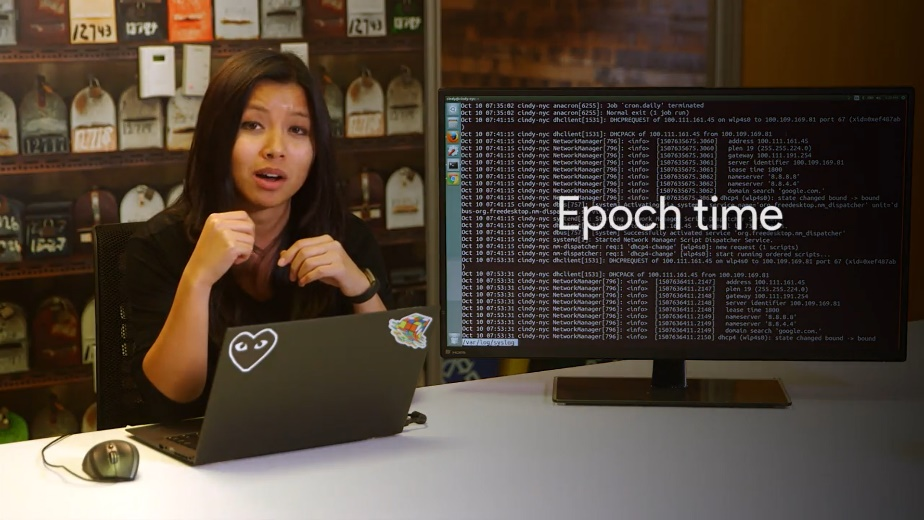 12743
12743
Oct 10 07:35:02 cindy-nyc anacron[6255]: Job `cron.daily' terminated
Oct 10 07:35:02 cindy-nyc anacron[6255]: Normal exit (1 job run)
Oct 10 07:41:15 cindy-nyc dhclient[1531]: DHCPREQUEST of 100.111.161.45 on wlp4s0 to 100.109.169.81 port 67 (xid=0xef487ab
)
Oct 10 07:41:15 cindy-nyc dhclient[1531]: DHCPACK of 100.111.161.45 from 100.109.169.81
Oct 10 07:41:15 cindy-nyc NetworkManager[796]: <info> [1507635675.3060] address 100.111.161.45
Oct 10 07:41:15 cindy-nyc NetworkManager[796]: <info> [1507635675.3060] plen 19 (255.255.224.0)
Oct 10 07:41:15 cindy-nyc NetworkManager[796]: <info> [1507635675.3060] gateway 100.111.191.254
Oct 10 07:41:15 cindy-nyc NetworkManager[796]: <info> [1507635675.3061] server identifier 100.109.169.81
Oct 10 07:41:15 cindy-nyc NetworkManager[796]: <info> [1507635675.3061] lease time 1800
Oct 10 07:41:15 cindy-nyc NetworkManager[796]: <info> [1507635675.3062] nameserver '8.8.8.8'
Oct 10 07:41:15 cindy-nyc NetworkManager[796]: <info> nameserver '8.8.4.4'
Oct 10 07:41:15 cindy-nyc NetworkManager[796]: <info> domain search 'google.com.'
Oct 10 07:41:15 cindy-nyc NetworkManager[796]: <info> dhcp4 (wlp4s0): state changed bound -> bound
Epoch time
Oct 10 07:41:15 cindy-nyc systemd[1]: Started Network Manager Script Dispatcher Service.
Oct 10 07:41:15 cindy-nyc nm-dispatcher: req:1 'dhcp4-change' [wlp4s0]: new request (1 scripts)
Oct 10 07:41:15 cindy-nyc nm-dispatcher: req:1 'dhcp4-change' [wlp4s0]: start running ordered scripts...
Oct 10 07:53:31 cindy-nyc dhclient[1531]: DHCPREQUEST of 100.111.161.45 on wlp4s0 to 100.109.169.81 port 67 (xid=0xef487ab
)
Oct 10 07:53:31 cindy-nyc dhclient[1531]: DHCPACK of 100.111.161.45 from 100.109.169.81
Oct 10 07:53:31 cindy-nyc NetworkManager[796]: <info> [1507636411.2147] address 100.111.161.45
Oct 10 07:53:31 cindy-nyc NetworkManager[796]: <info> [1507636411.2147] plen 19 (255.255.224.0)
Oct 10 07:53:31 cindy-nyc NetworkManager[796]: <info> [1507636411.2148] gateway 100.111.191.254
Oct 10 07:53:31 cindy-nyc NetworkManager[796]: <info> [1507636411.2148] server identifier 100.109.169.81
Oct 10 07:53:31 cindy-nyc NetworkManager[796]: <info> [1507636411.2148] lease time 1800
Oct 10 07:53:31 cindy-nyc NetworkManager[796]: <info> [1507636411.2149] nameserver '8.8.8.8'
Oct 10 07:53:31 cindy-nyc NetworkManager[796]: <info> [1507636411.2149] nameserver '8.8.4.4'
Oct 10 07:53:31 cindy-nyc NetworkManager[796]: <info> [1507636411.2149] domain search 'google.com.'
Oct 10 07:53:31 cindy-nyc NetworkManager[796]: <info> [1507636411.2150] dhcp4 (wlp4s0): state changed bound -> bound
/var/log/syslog